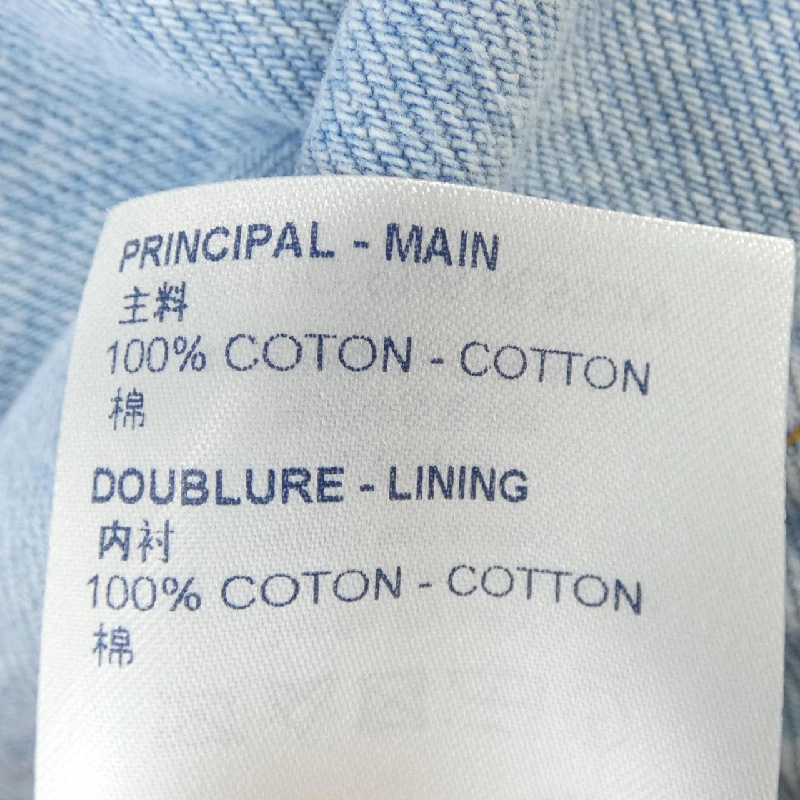 PRINCIPAL - MAIN
主料
100% COTON - COTTON
棉
DOUBLURE - LINING
内衬
100% COTON - COTTON
棉